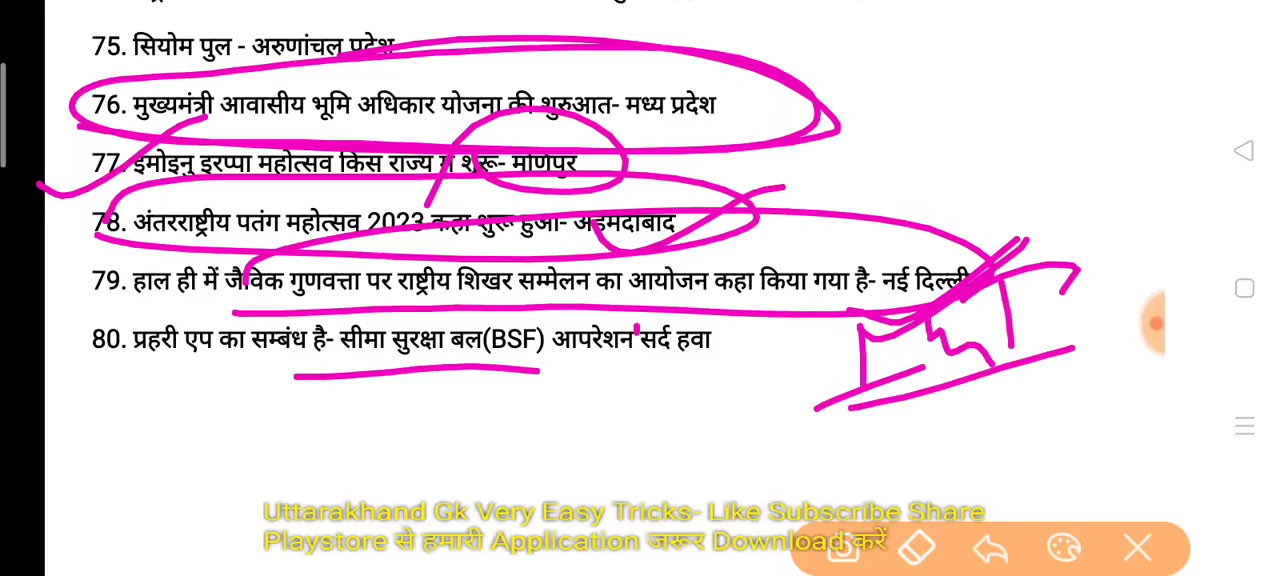 75. सियोम पुल - अरुणांचल प्रदेश
76. मुख्यमंत्री आवासीय भूमि अधिकार योजना की शुरुआत- मध्य प्रदेश
77. इमोइनु इरप्पा महोत्सव किस राज्य में शुरू- मणिपुर
78. अंतरराष्ट्रीय पतंग महोत्सव 2023 कहा शुरू हुआ- अहमदाबाद
79. हाल ही में जैविक गुणवत्ता पर राष्ट्रीय शिखर सम्मेलन का आयोजन कहा किया गया है- नई दिल्ली
80. प्रहरी एप का सम्बंध है- सीमा सुरक्षा बल(BSF) आपरेशन सर्द हवा
Uttarakhand Gk Very Easy Tricks- Like Subscribe Share
Playstore से हमारी Application जरूर Download करें